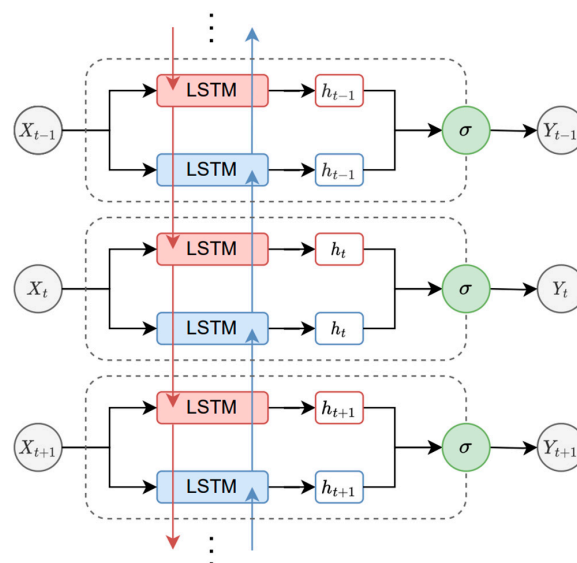 ⋮
LSTM h_{t-1}
X_{t-1} σ Y_{t-1}
LSTM h_{t-1}
LSTM h_t
X_t σ Y_t
LSTM h_t
LSTM h_{t+1}
X_{t+1} σ Y_{t+1}
LSTM h_{t+1}
⋮